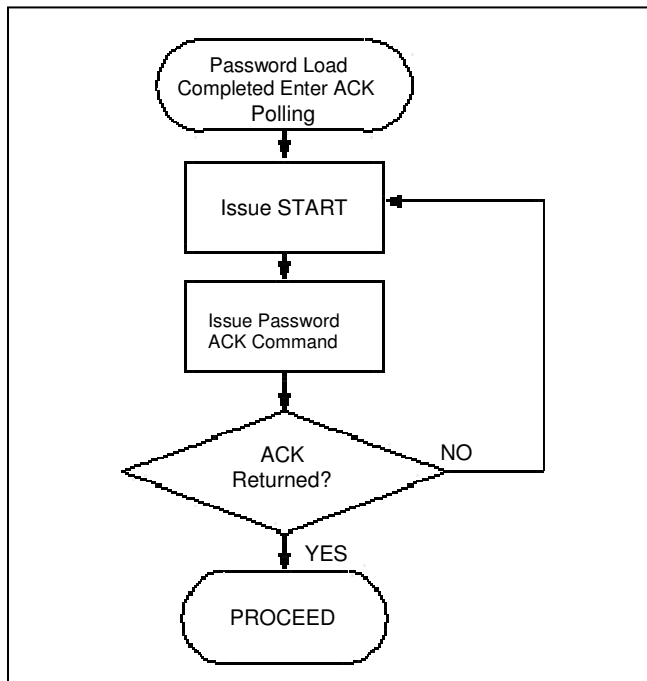 Password Load
Completed Enter ACK
Polling
Issue START
Issue Password
ACK Command
ACK
Returned?
NO
YES
PROCEED